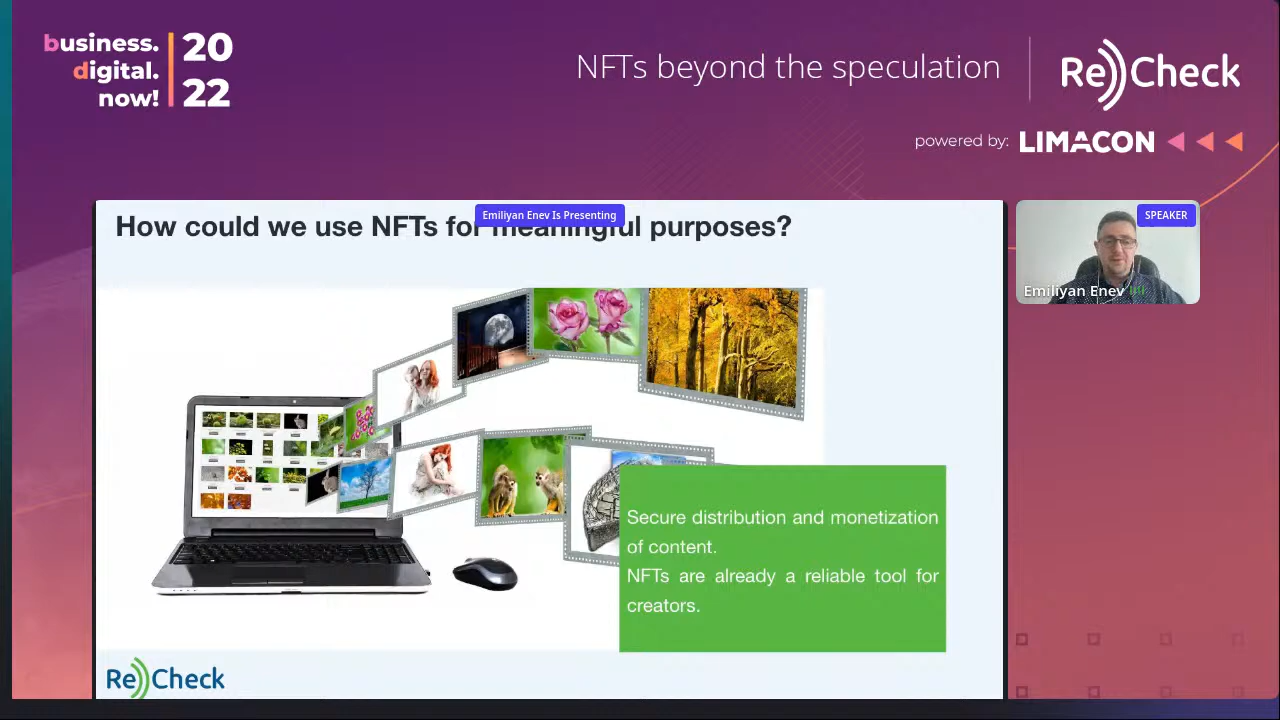 business.
digital.
now!
20
22
NFTs beyond the speculation
Re Check
powered by: LIMACON
Emiliyan Enev Is Presenting
How could we use NFTs for meaningful purposes?
SPEAKER
Emiliyan Enev
Secure distribution and monetization
of content.
NFTs are already a reliable tool for
creators.
Re Check